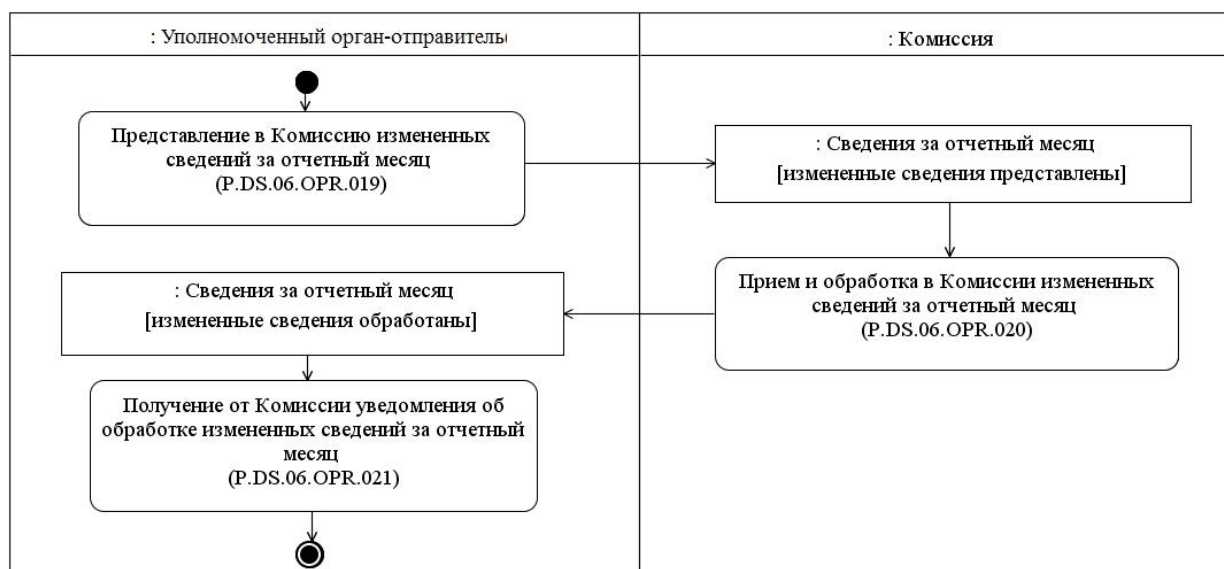 : Уполномоченный орган-отправитель
: Комиссия
Представление в Комиссию измененных
сведений за отчетный месяц
(P.DS.06.OPR.019)
: Сведения за отчетный месяц
[измененные сведения представлены]
Прием и обработка в Комиссии измененных
сведений за отчетный месяц
(P.DS.06.OPR.020)
: Сведения за отчетный месяц
[измененные сведения обработаны]
Получение от Комиссии уведомления об
обработке измененных сведений за отчетный
месяц
(P.DS.06.OPR.021)